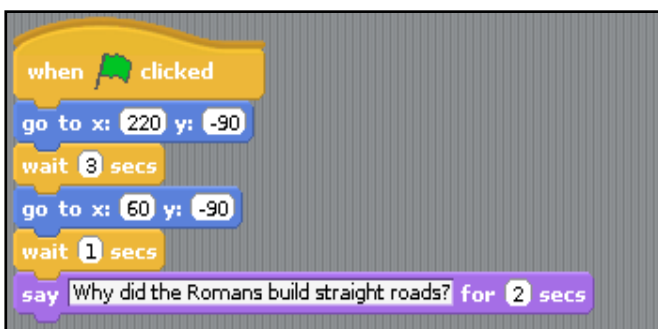 when clicked
go to x: 220 y: -90
wait 3 secs
go to x: 60 y: -90
wait 1 secs
say Why did the Romans build straight roads? for 2 secs